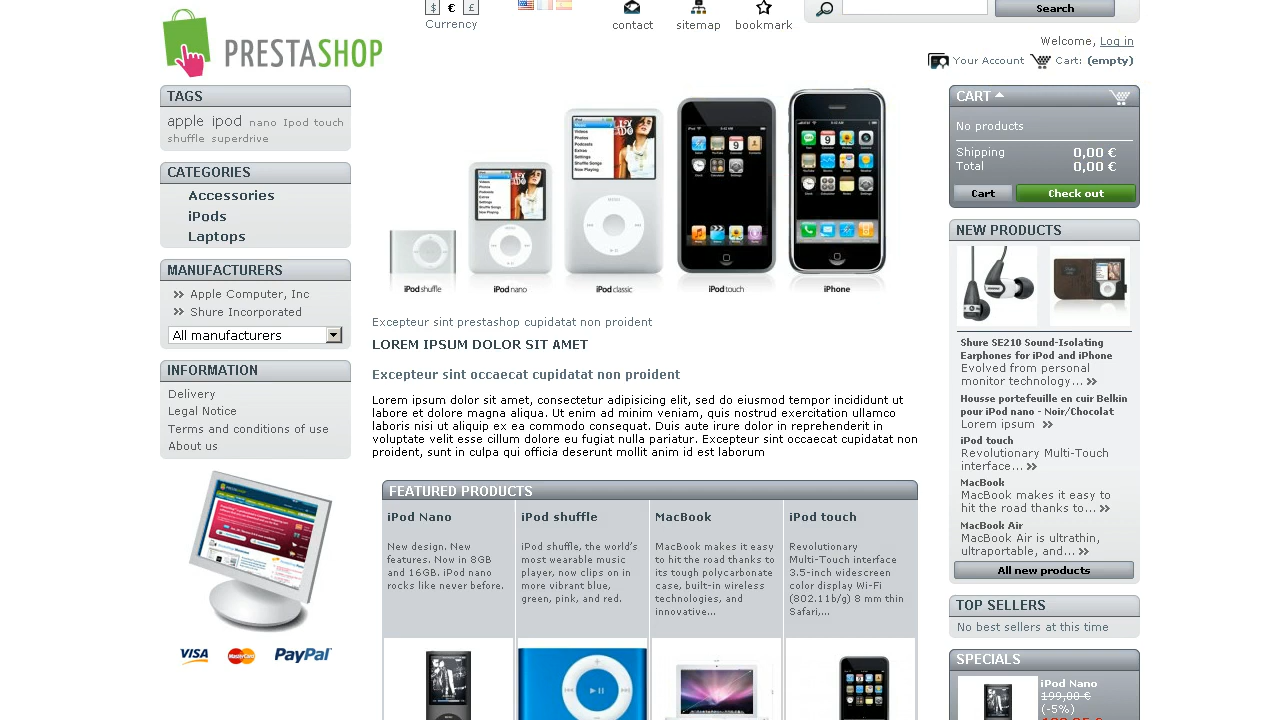 $ € £
Currency
contact
sitemap
bookmark
Search
PRESTASHOP
Welcome, Log in
Your Account
Cart: (empty)
TAGS
apple ipod nano Ipod touch
shuffle superdrive
CATEGORIES
Accessories
iPods
Laptops
MANUFACTURERS
Apple Computer, Inc
Shure Incorporated
All manufacturers
INFORMATION
Delivery
Legal Notice
Terms and conditions of use
About us
VISA
MasterCard
PayPal
iPod shuffle
iPod nano
iPod classic
iPod touch
iPhone
Excepteur sint prestashop cupidatat non proident
LOREM IPSUM DOLOR SIT AMET
Excepteur sint occaecat cupidatat non proident
Lorem ipsum dolor sit amet, consectetur adipisicing elit, sed do eiusmod tempor incididunt ut
labore et dolore magna aliqua. Ut enim ad minim veniam, quis nostrud exercitation ullamco
laboris nisi ut aliquip ex ea commodo consequat. Duis aute irure dolor in reprehenderit in
voluptate velit esse cillum dolore eu fugiat nulla pariatur. Excepteur sint occaecat cupidatat non
proident, sunt in culpa qui officia deserunt mollit anim id est laborum
FEATURED PRODUCTS
iPod Nano
New design. New
features. Now in 8GB
and 16GB. iPod nano
rocks like never before.
iPod shuffle
iPod shuffle, the world's
most wearable music
player, now clips on in
more vibrant blue,
green, pink, and red.
MacBook
MacBook makes it easy
to hit the road thanks to
its tough polycarbonate
case, built-in wireless
technologies, and
innovative...
iPod touch
Revolutionary
Multi-Touch interface
3.5-inch widescreen
color display Wi-Fi
(802.11b/g) 8 mm thin
Safari,...
CART
No products
Shipping 0,00 €
Total 0,00 €
Cart
Check out
NEW PRODUCTS
Shure SE210 Sound-Isolating
Earphones for iPod and iPhone
Evolved from personal
monitor technology...
Housse portefeuille en cuir Belkin
pour iPod nano - Noir/Chocolat
Lorem ipsum
iPod touch
Revolutionary Multi-Touch
interface...
MacBook
MacBook makes it easy to
hit the road thanks to...
MacBook Air
MacBook Air is ultrathin,
ultraportable, and...
All new products
TOP SELLERS
No best sellers at this time
SPECIALS
iPod Nano
199,00 €
(-5%)